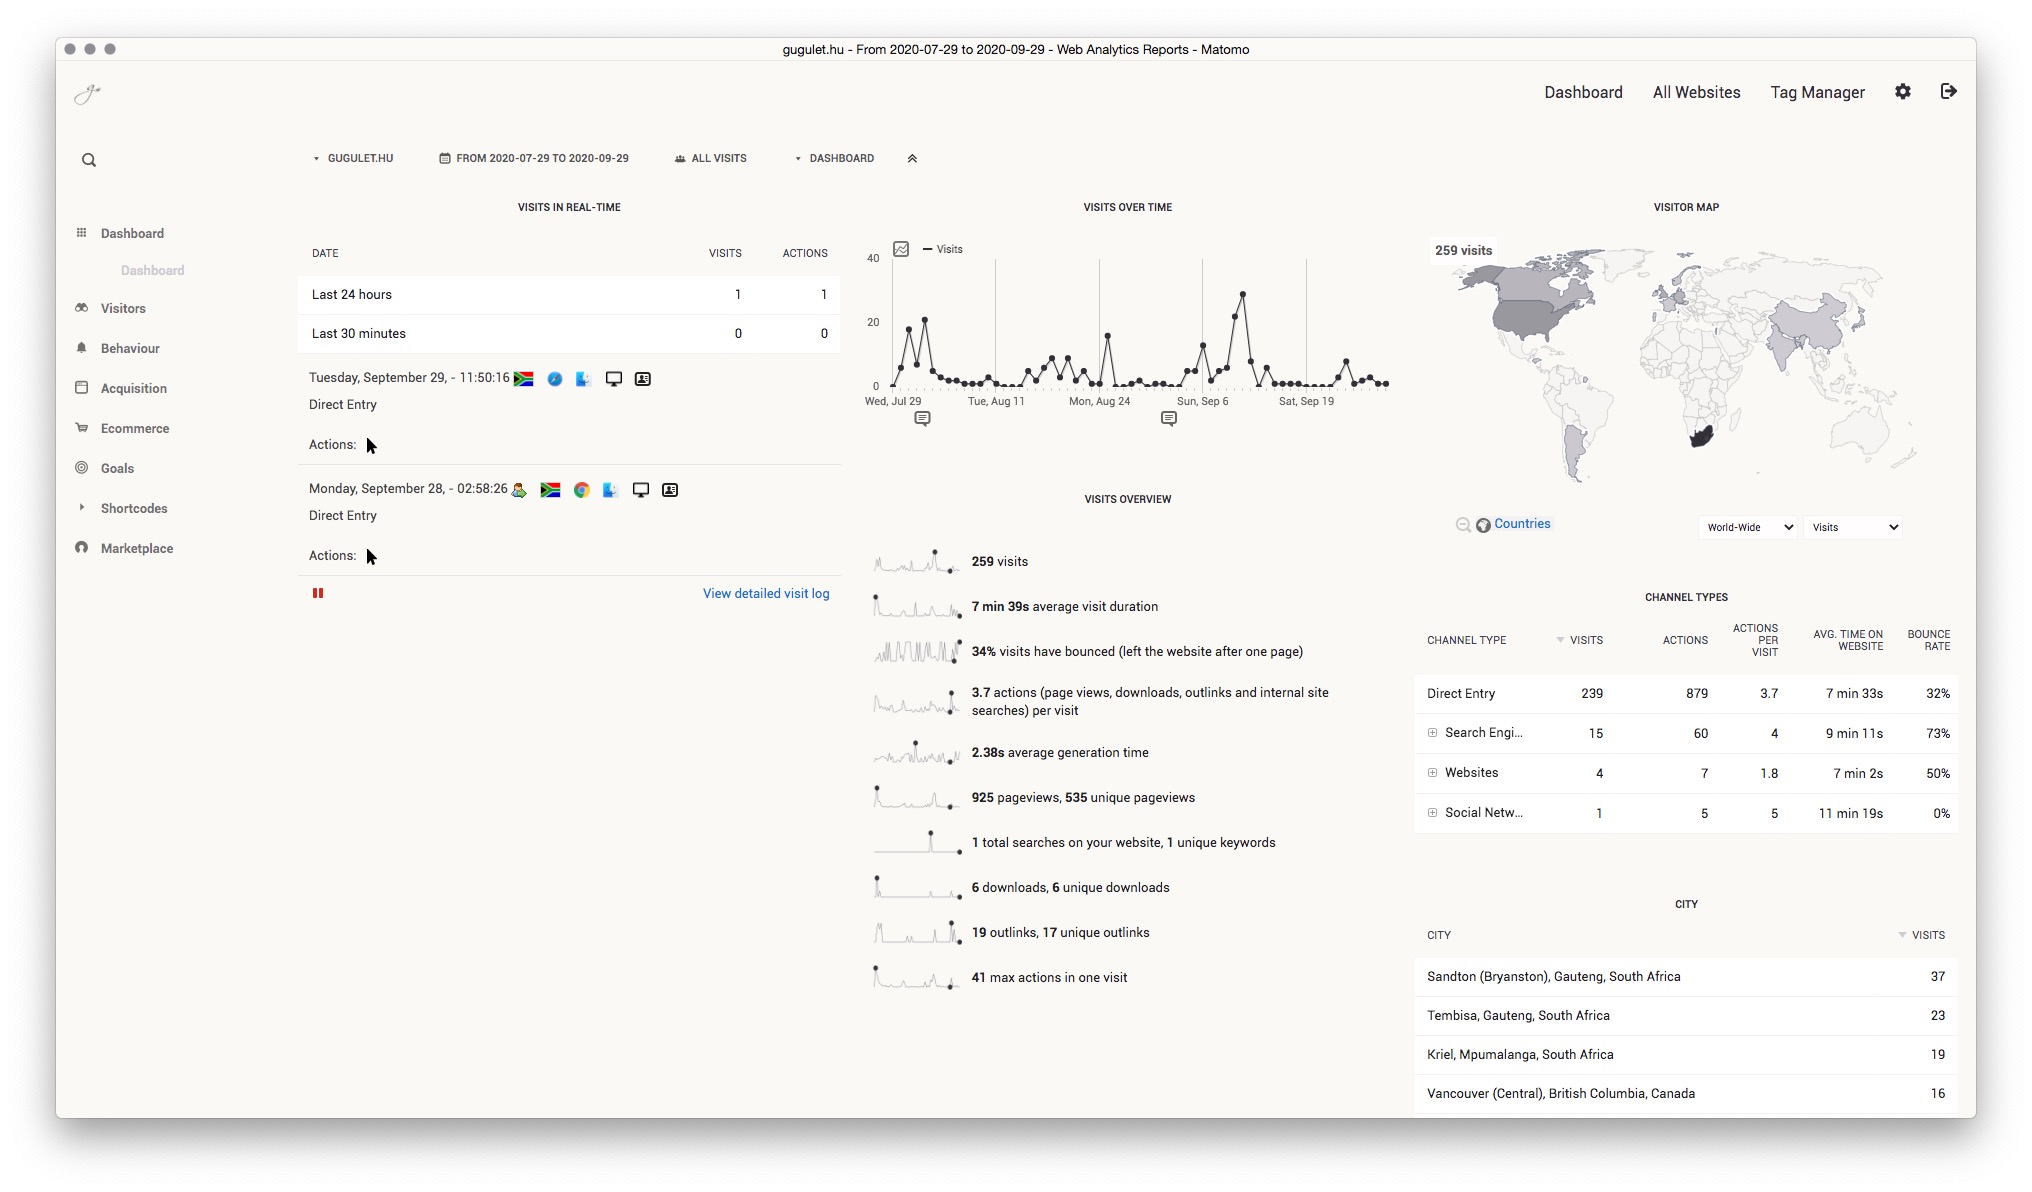 gugulet.hu - From 2020-07-29 to 2020-09-29 - Web Analytics Reports - Matomo
Dashboard All Websites Tag Manager
GUGULET.HU FROM 2020-07-29 TO 2020-09-29 ALL VISITS DASHBOARD
Dashboard
Dashboard
Visitors
Behaviour
Acquisition
Ecommerce
Goals
Shortcodes
Marketplace
VISITS IN REAL-TIME
DATE VISITS ACTIONS
Last 24 hours 1 1
Last 30 minutes 0 0
Tuesday, September 29, - 11:50:16
Direct Entry
Actions:
Monday, September 28, - 02:58:26
Direct Entry
Actions:
View detailed visit log
VISITS OVER TIME
Visits
40
20
0
Wed, Jul 29 Tue, Aug 11 Mon, Aug 24 Sun, Sep 6 Sat, Sep 19
VISITS OVERVIEW
259 visits
7 min 39s average visit duration
34% visits have bounced (left the website after one page)
3.7 actions (page views, downloads, outlinks and internal site
searches) per visit
2.38s average generation time
925 pageviews, 535 unique pageviews
1 total searches on your website, 1 unique keywords
6 downloads, 6 unique downloads
19 outlinks, 17 unique outlinks
41 max actions in one visit
VISITOR MAP
259 visits
Countries World-Wide Visits
CHANNEL TYPES
CHANNEL TYPE VISITS ACTIONS ACTIONS PER VISIT AVG. TIME ON WEBSITE BOUNCE RATE
Direct Entry 239 879 3.7 7 min 33s 32%
Search Engi... 15 60 4 9 min 11s 73%
Websites 4 7 1.8 7 min 2s 50%
Social Netw... 1 5 5 11 min 19s 0%
CITY
CITY VISITS
Sandton (Bryanston), Gauteng, South Africa 37
Tembisa, Gauteng, South Africa 23
Kriel, Mpumalanga, South Africa 19
Vancouver (Central), British Columbia, Canada 16